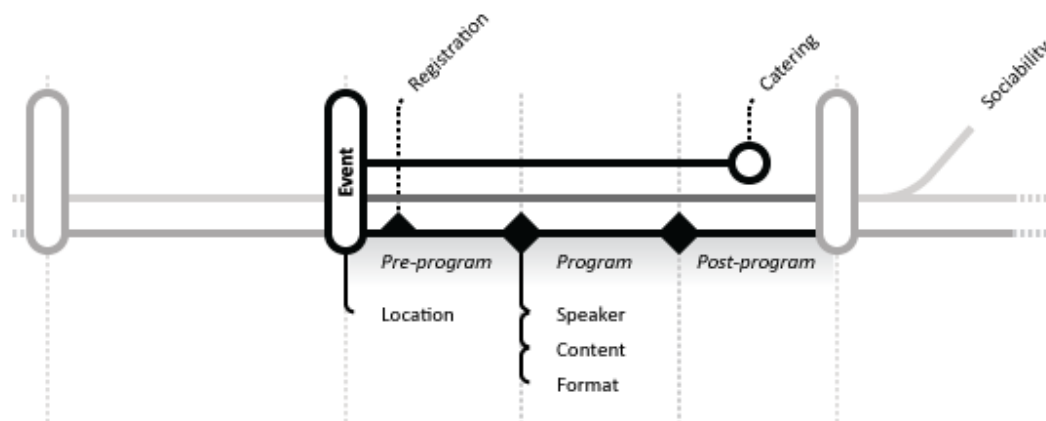 Registration
Catering
Sociability
Event
Pre-program
Program
Post-program
Location
Speaker
Content
Format